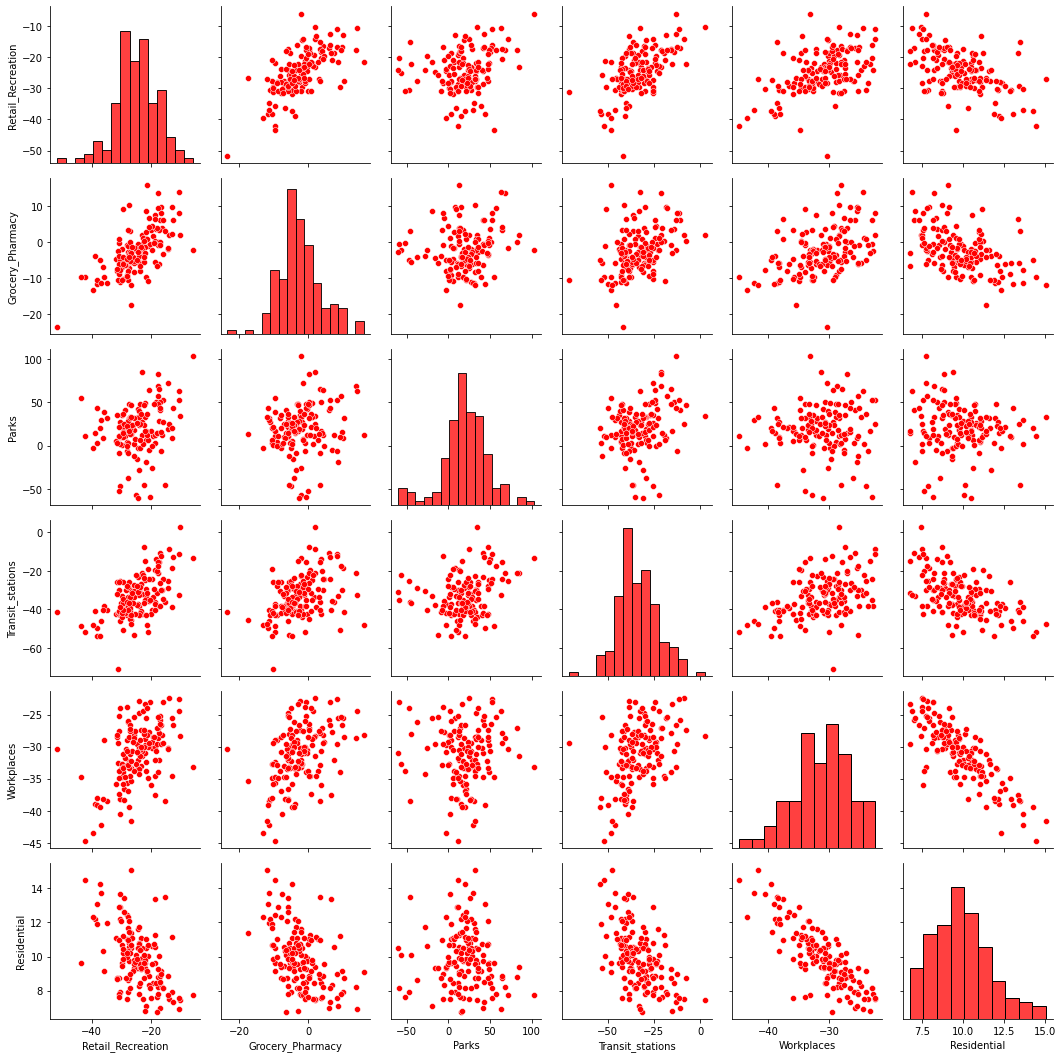 Retail_Recreation
−10
−20
−30
−40
−50
Grocery_Pharmacy
10
0
−10
−20
Parks
100
50
0
−50
Transit_stations
0
−20
−40
−60
Workplaces
−25
−30
−35
−40
−45
Residential
14
12
10
8
−40 −20
−20 0
−50 0 50 100
−50 −25 0
−40 −30
7.5 10.0 12.5 15.0
Retail_Recreation
Grocery_Pharmacy
Parks
Transit_stations
Workplaces
Residential